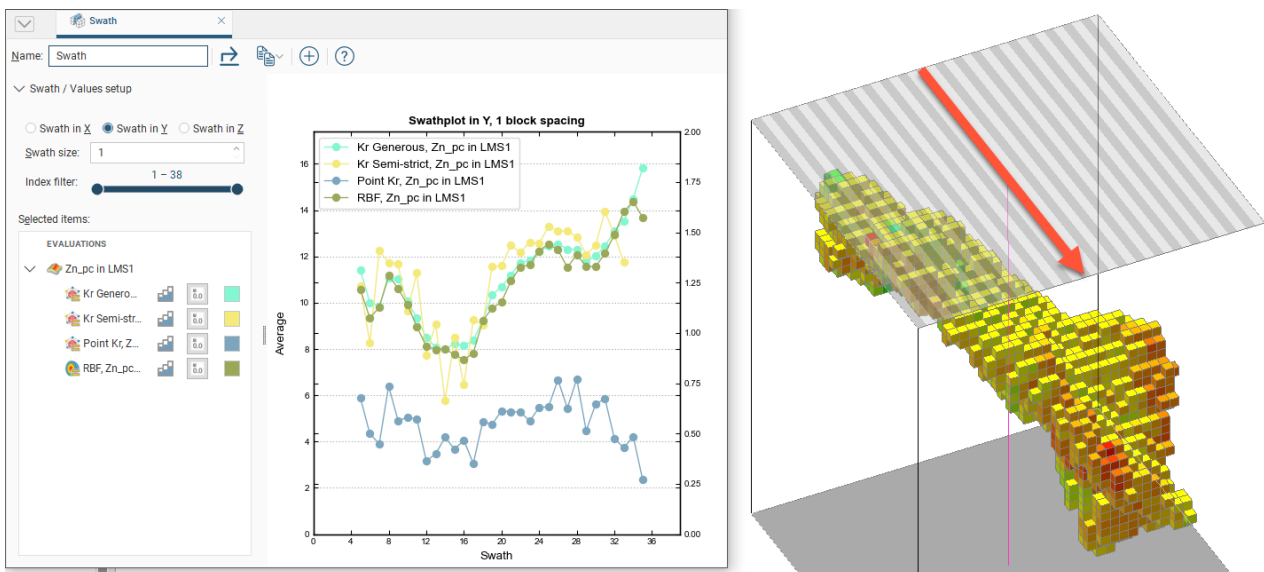 Swath
Name: Swath
Swath / Values setup
Swath in X Swath in Y Swath in Z
Swath size: 1
Index filter: 1 – 38
Selected items:
EVALUATIONS
Zn_pc in LMS1
Kr Genero...
Kr Semi-str...
Point Kr, Z...
RBF, Zn_pc...
Swathplot in Y, 1 block spacing
Kr Generous, Zn_pc in LMS1
Kr Semi-strict, Zn_pc in LMS1
Point Kr, Zn_pc in LMS1
RBF, Zn_pc in LMS1
Average
16
14
12
10
8
6
4
2
0
2.00
1.75
1.50
1.25
1.00
0.75
0.50
0.25
0.00
0 4 8 12 16 20 24 28 32 36
Swath